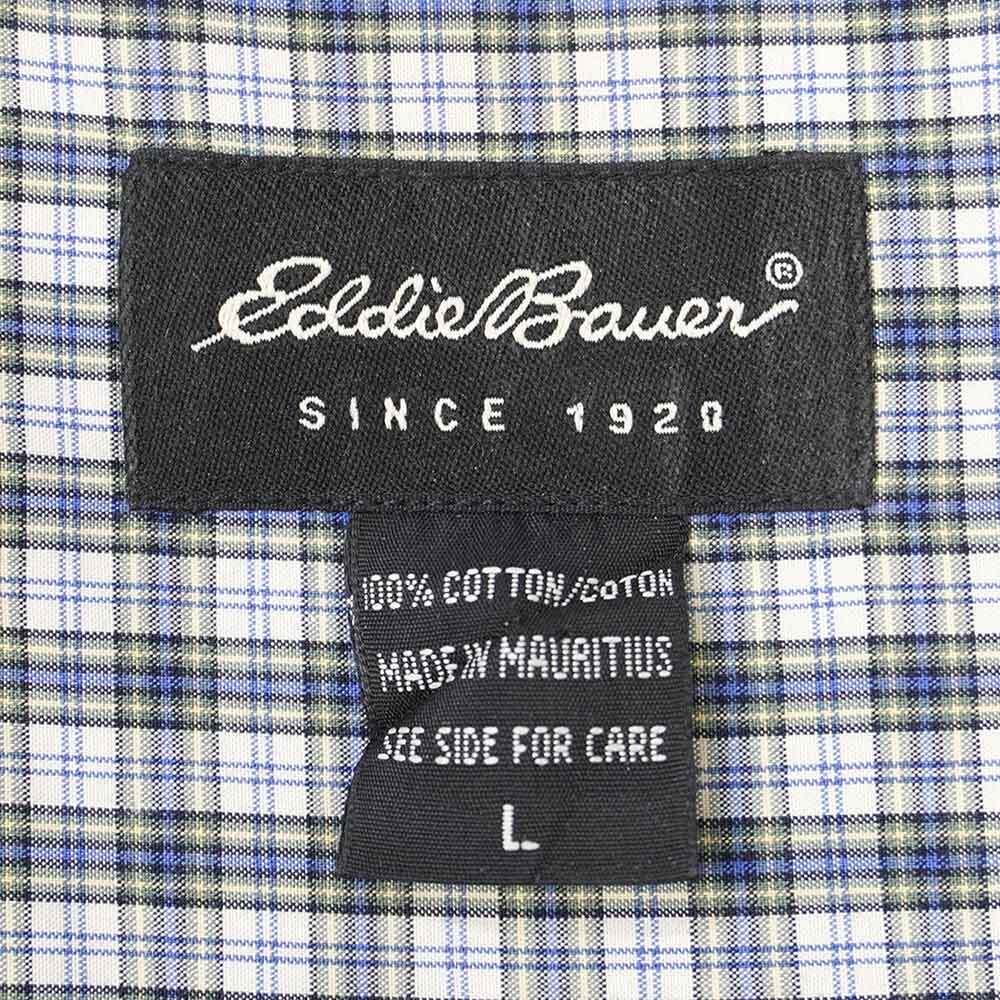 Eddie Bauer®
SINCE 1920
100% COTTON/COTON
MADE IN MAURITIUS
SEE SIDE FOR CARE
L